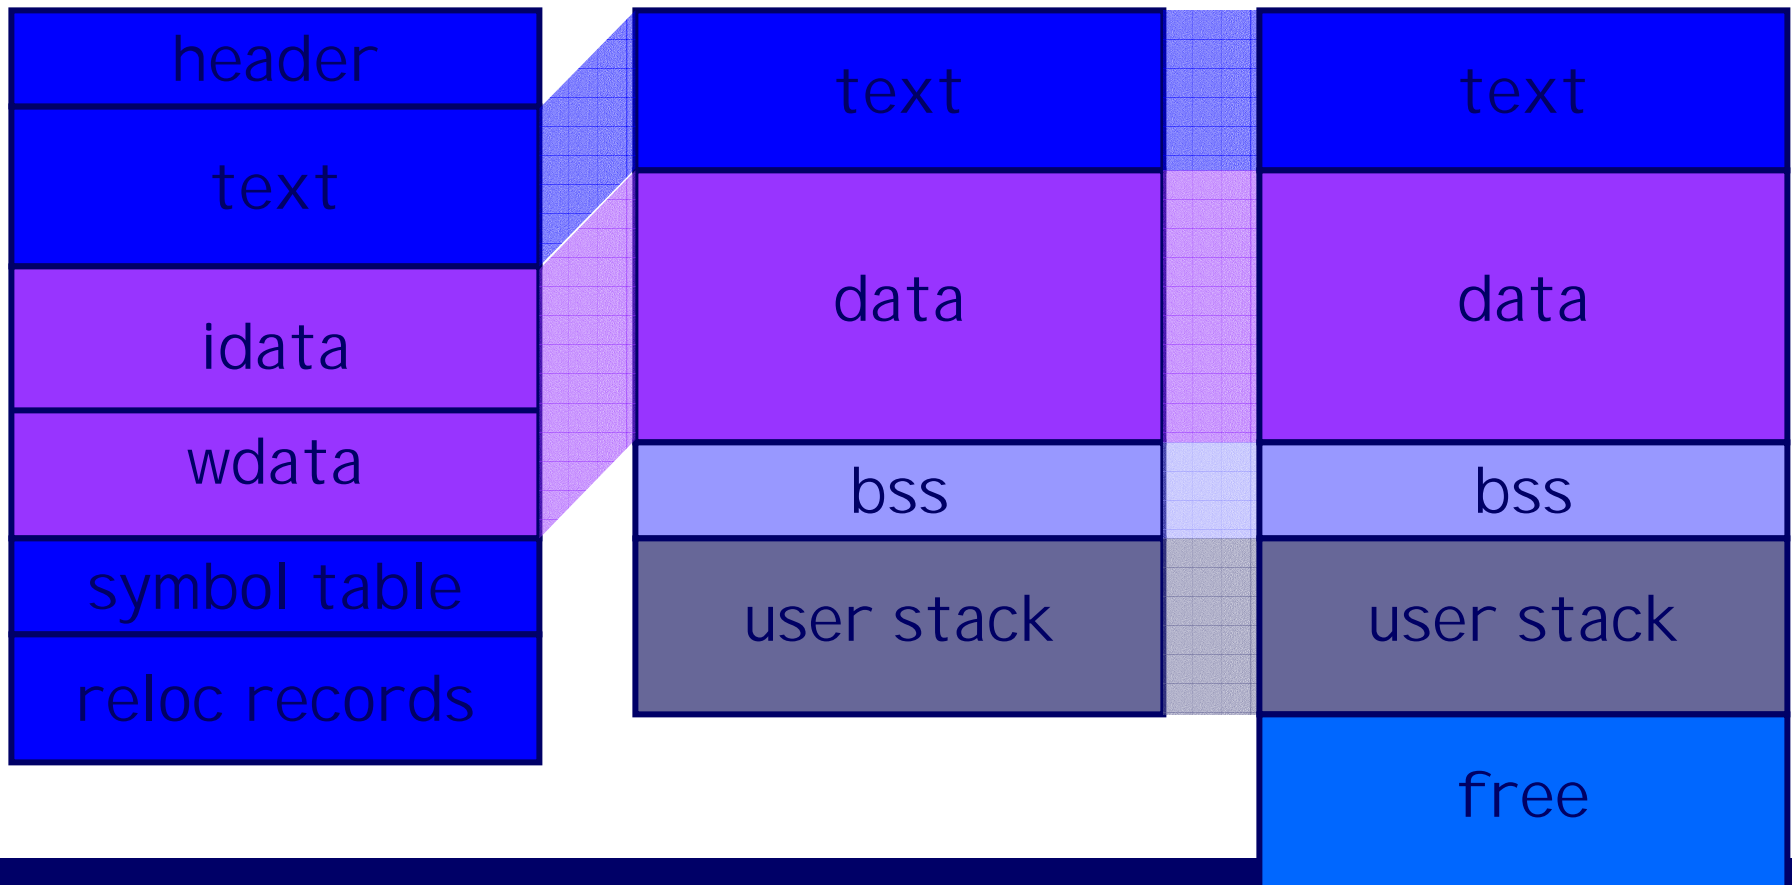 header
text
idata
wdata
symbol table
reloc records
text
data
bss
user stack
text
data
bss
user stack
free